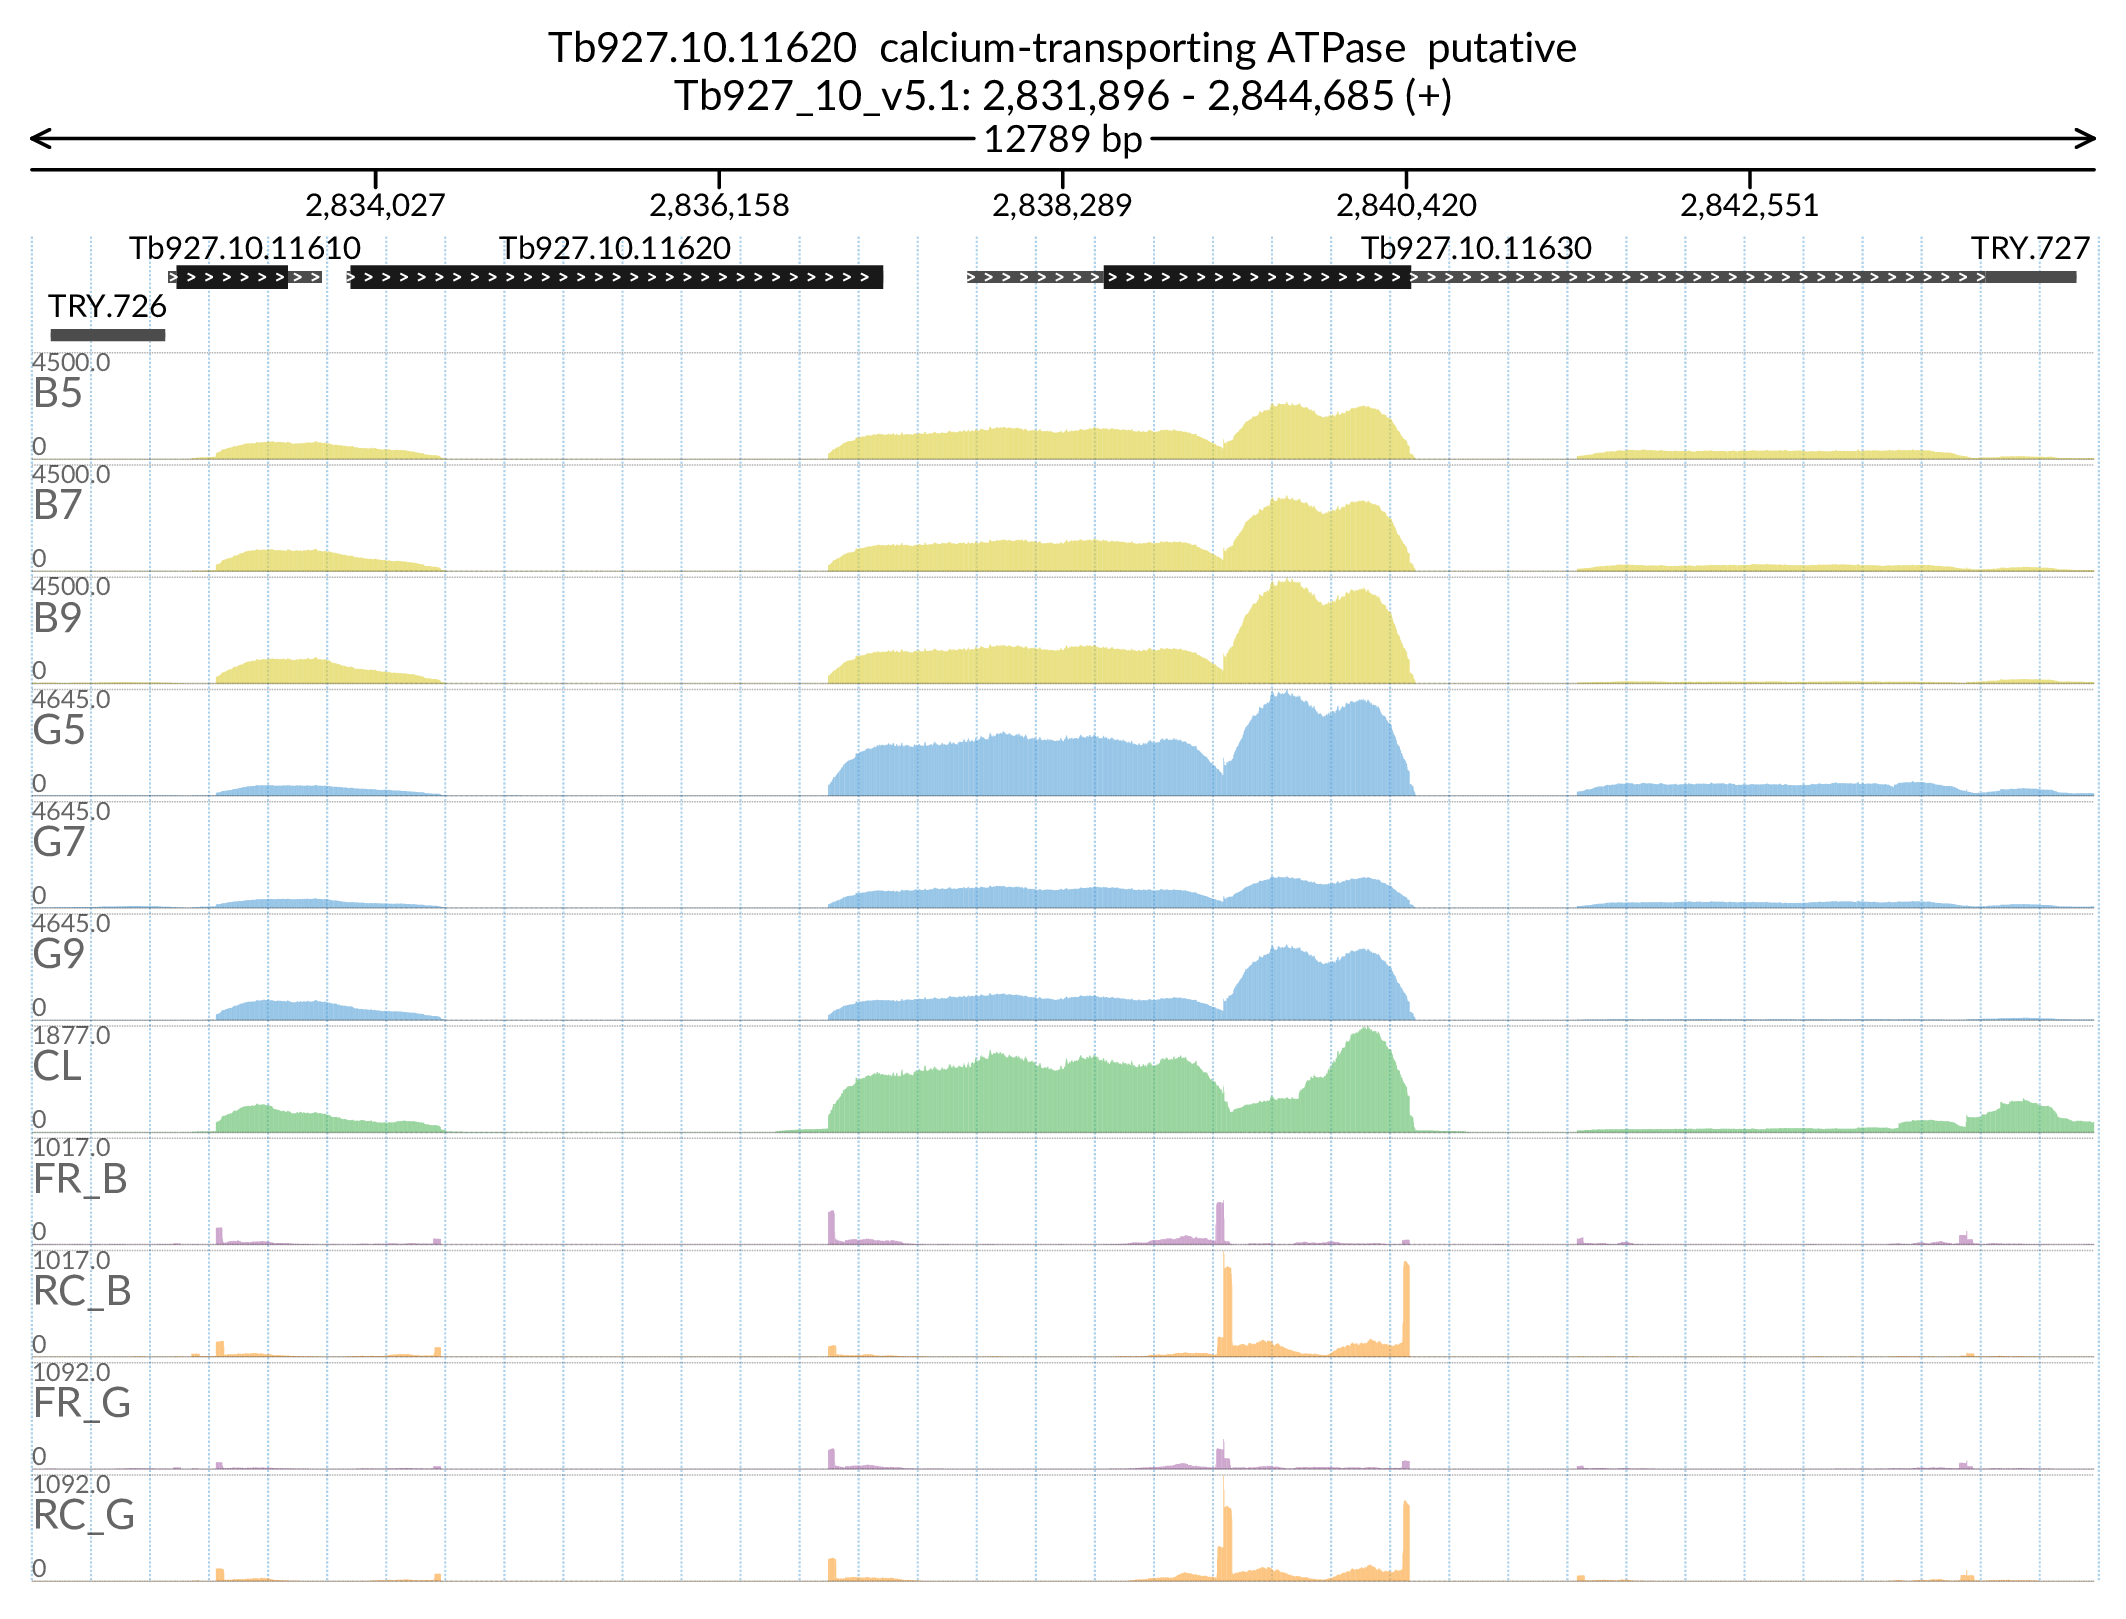 Tb927.10.11620 calcium-transporting ATPase putative
Tb927_10_v5.1: 2,831,896 - 2,844,685 (+)
12789 bp
2,834,027 2,836,158 2,838,289 2,840,420 2,842,551
Tb927.10.11610 Tb927.10.11620 Tb927.10.11630 TRY.727
TRY.726
4500.0
B5
0
4500.0
B7
0
4500.0
B9
0
4645.0
G5
0
4645.0
G7
0
4645.0
G9
0
1877.0
CL
0
1017.0
FR_B
0
1017.0
RC_B
0
1092.0
FR_G
0
1092.0
RC_G
0